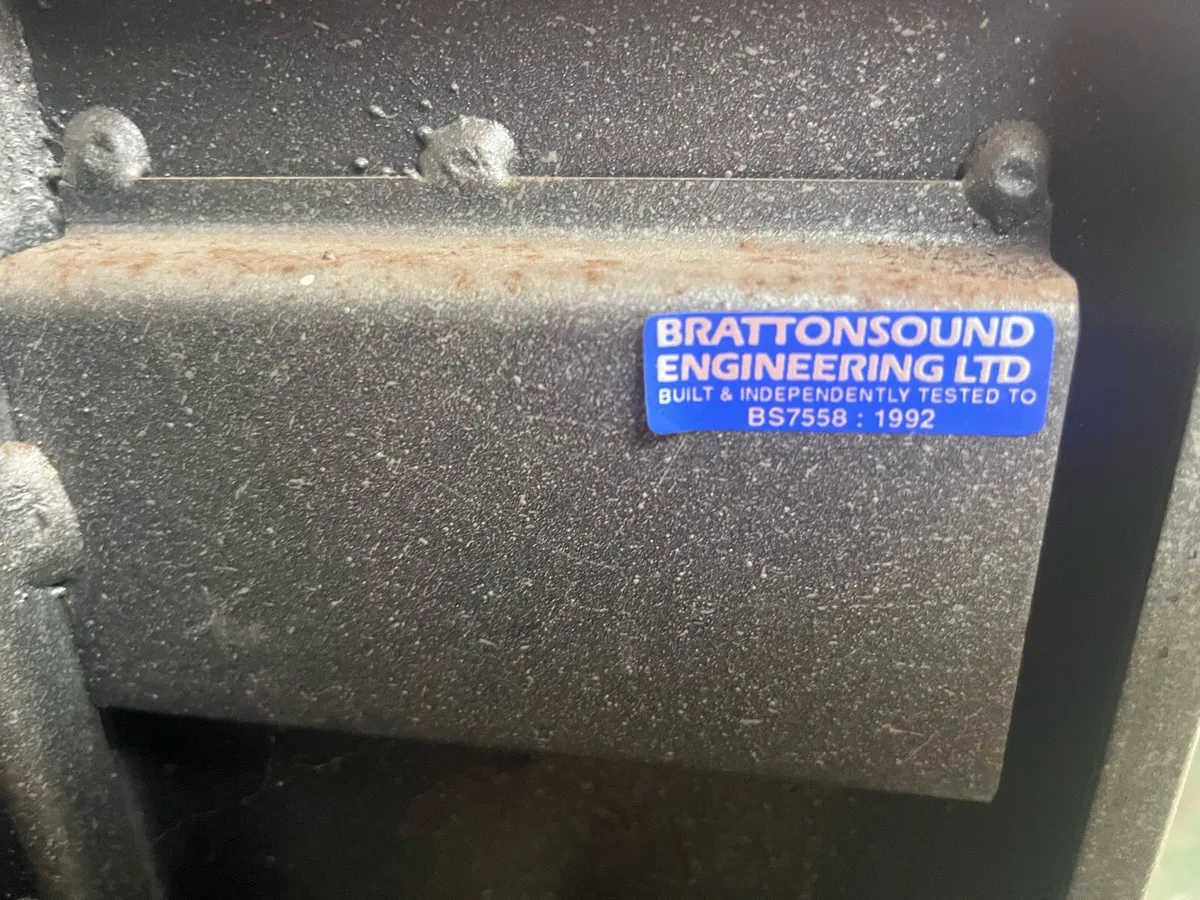 BRATTONSOUND
ENGINEERING LTD
BUILT & INDEPENDENTLY TESTED TO
BS7558 : 1992